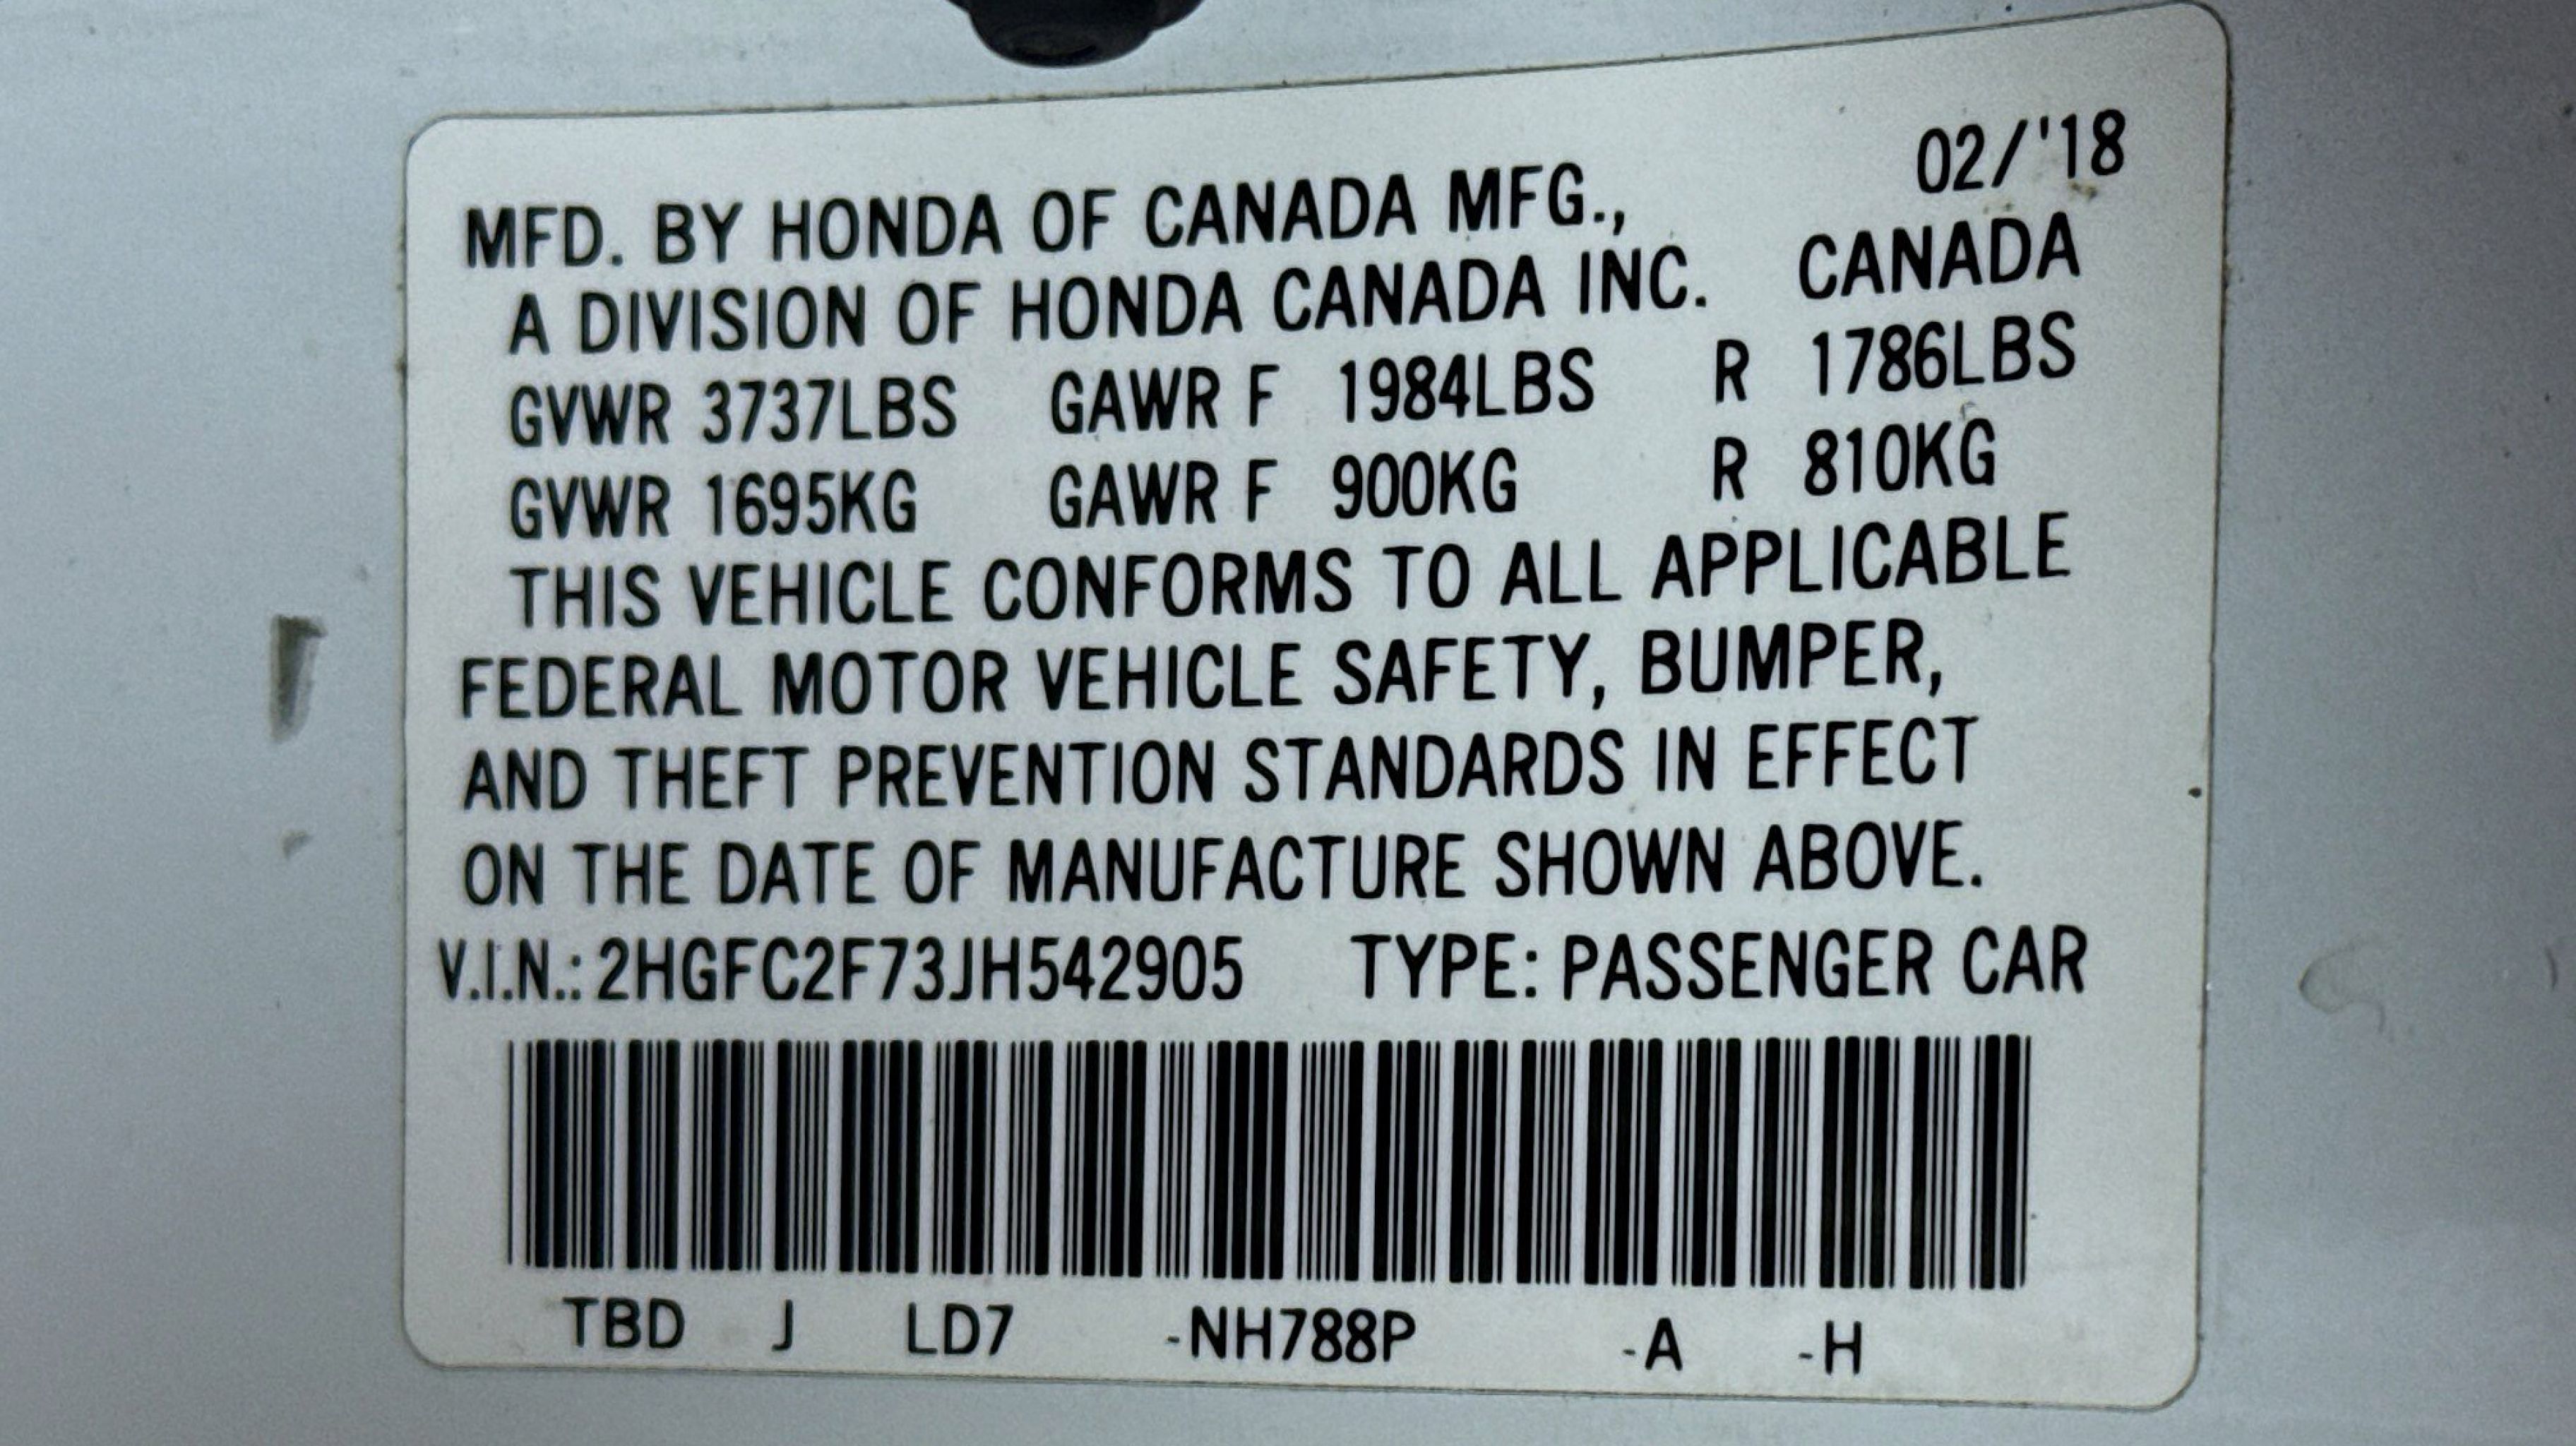 02/'18
MFD. BY HONDA OF CANADA MFG.,
A DIVISION OF HONDA CANADA INC. CANADA
GVWR 3737LBS GAWR F 1984LBS R 1786LBS
GVWR 1695KG GAWR F 900KG R 810KG
THIS VEHICLE CONFORMS TO ALL APPLICABLE
FEDERAL MOTOR VEHICLE SAFETY, BUMPER,
AND THEFT PREVENTION STANDARDS IN EFFECT
ON THE DATE OF MANUFACTURE SHOWN ABOVE.
V.I.N.: 2HGFC2F73JH542905 TYPE: PASSENGER CAR
TBD J LD7 -NH788P -A -H